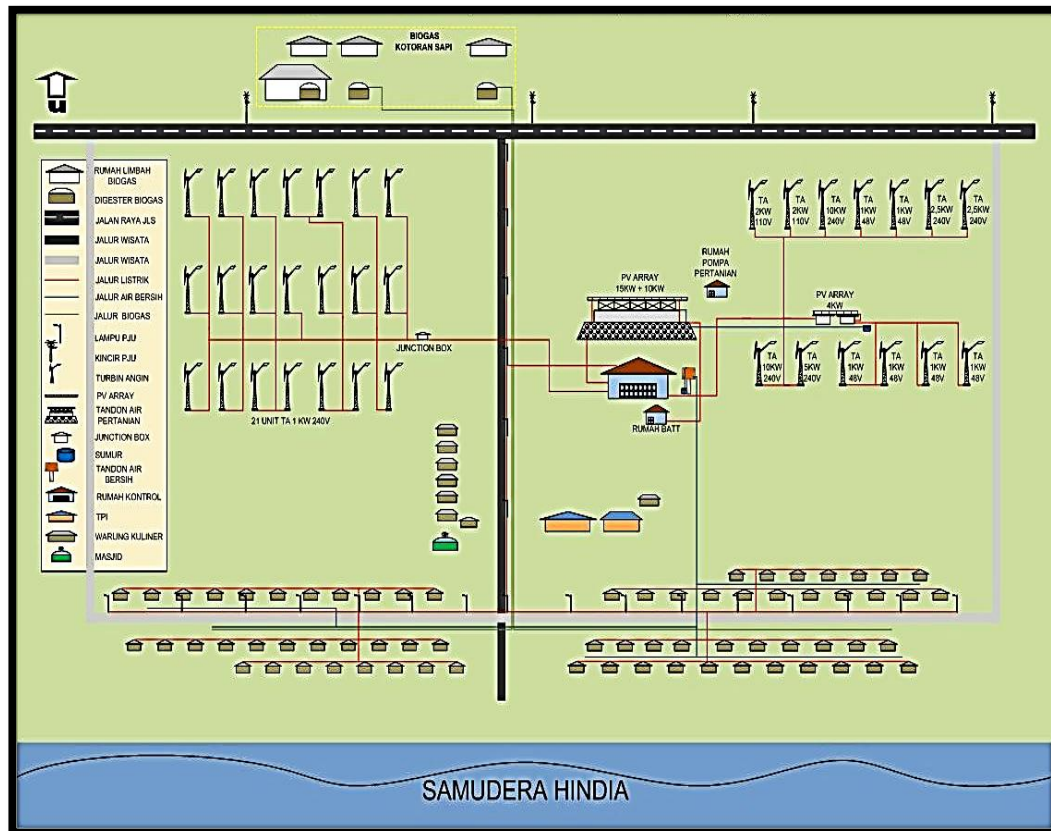 BIOGAS
KOTORAN SAPI
u
RUMAH LIMBAH
BIOGAS
DIGESTER BIOGAS
JALAN RAYA JLS
JALUR WISATA
JALUR WISATA
JALUR LISTRIK
JALUR AIR BERSIH
JALUR BIOGAS
LAMPU PJU
KINCIR PJU
TURBIN ANGIN
PV ARRAY
TANDON AIR
PERTANIAN
JUNCTION BOX
SUMUR
TANDON AIR
BERSIH
RUMAH KONTROL
TPI
WARUNG KULINER
MASJID
21 UNIT TA 1 KW 240V
JUNCTION BOX
PV ARRAY
15KW + 10KW
RUMAH
POMPA
PERTANIAN
RUMAH BATT
TA
2KW
110V
TA
2KW
110V
TA
10KW
240V
TA
1KW
48V
TA
1KW
48V
TA
2,5KW
240V
TA
2,5KW
240V
PV ARRAY
4KW
TA
10KW
240V
TA
5KW
240V
TA
1KW
48V
TA
1KW
48V
TA
1KW
48V
TA
1KW
48V
SAMUDERA HINDIA